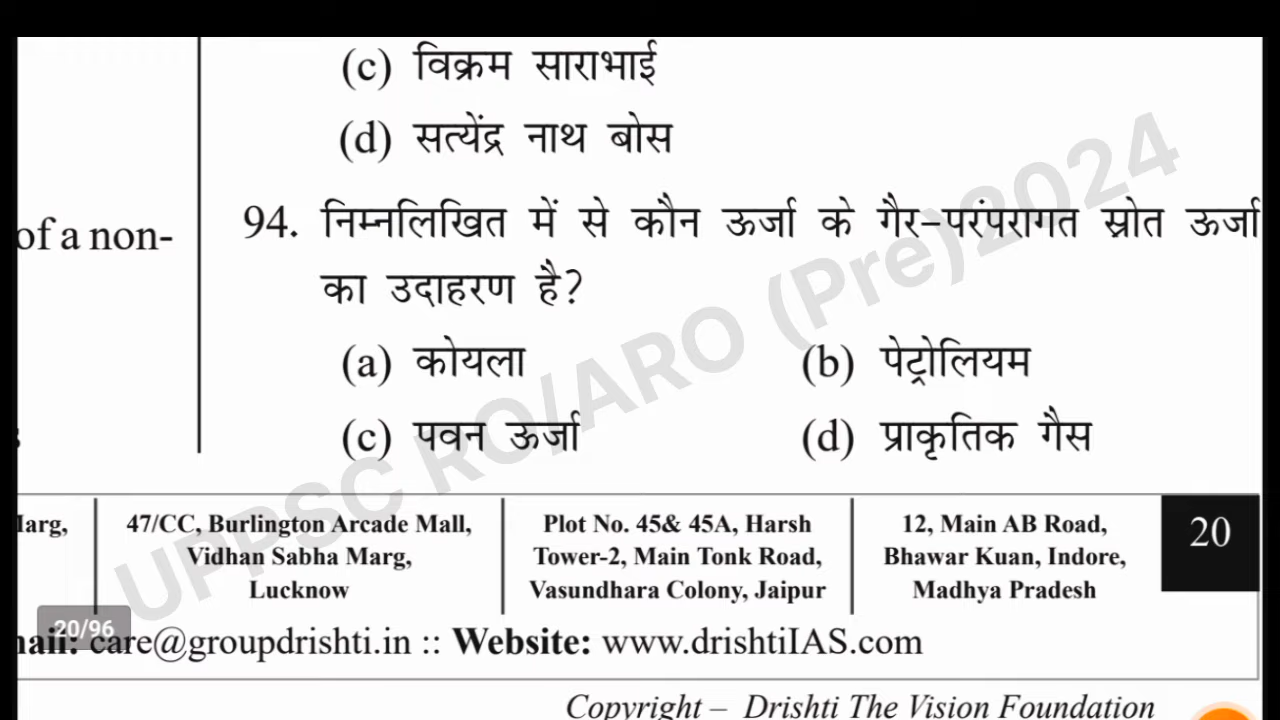 (c) विक्रम साराभाई
(d) सत्येंद्र नाथ बोस
of a non-
94. निम्नलिखित में से कौन ऊर्जा के गैर-परंपरागत स्रोत ऊर्जा
का उदाहरण है?
(a) कोयला (b) पेट्रोलियम
(c) पवन ऊर्जा (d) प्राकृतिक गैस
UPPSC RO/ARO (Pre) 2024
Marg,
47/CC, Burlington Arcade Mall,
Vidhan Sabha Marg,
Lucknow
Plot No. 45& 45A, Harsh
Tower-2, Main Tonk Road,
Vasundhara Colony, Jaipur
12, Main AB Road,
Bhawar Kuan, Indore,
Madhya Pradesh
20
20/96
care@groupdrishti.in :: Website: www.drishtiIAS.com
Copyright – Drishti The Vision Foundation